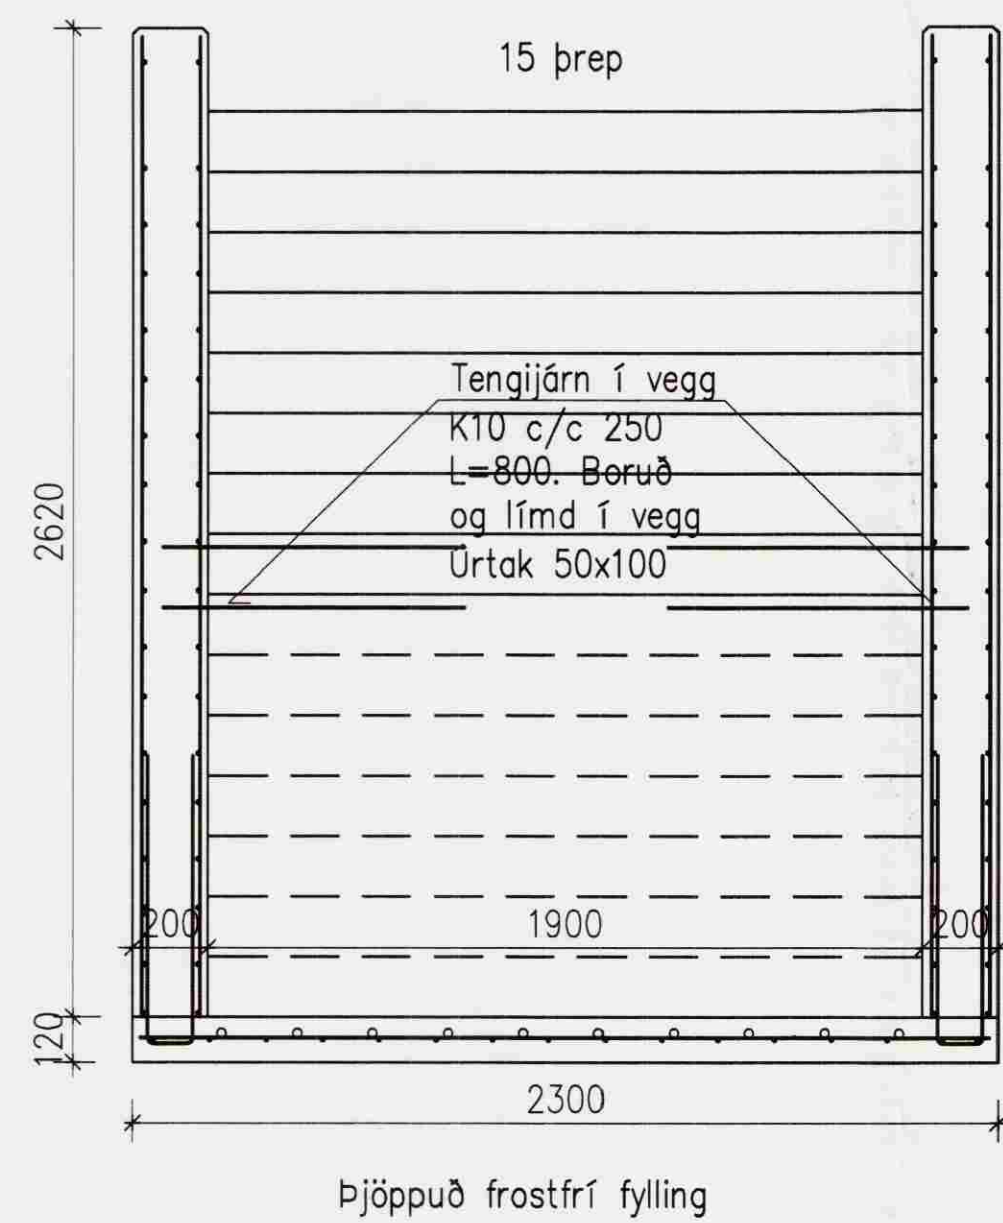 15 þrep
Tengijárn í vegg
K10 c/c 250
L=800. Boruð
og límd í vegg
Úrtak 50x100
2620
200
1900
200
120
2300
Þjöppuð frostfrí fylling